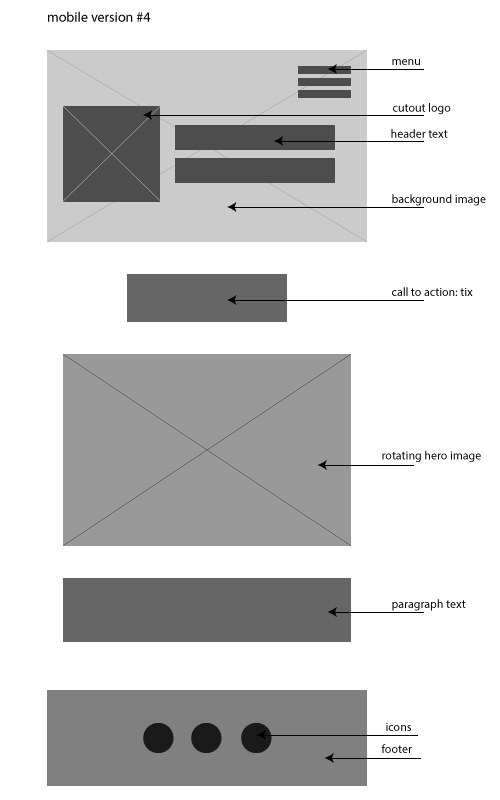 mobile version #4
menu
cutout logo
header text
background image
call to action: tix
rotating hero image
paragraph text
icons
footer